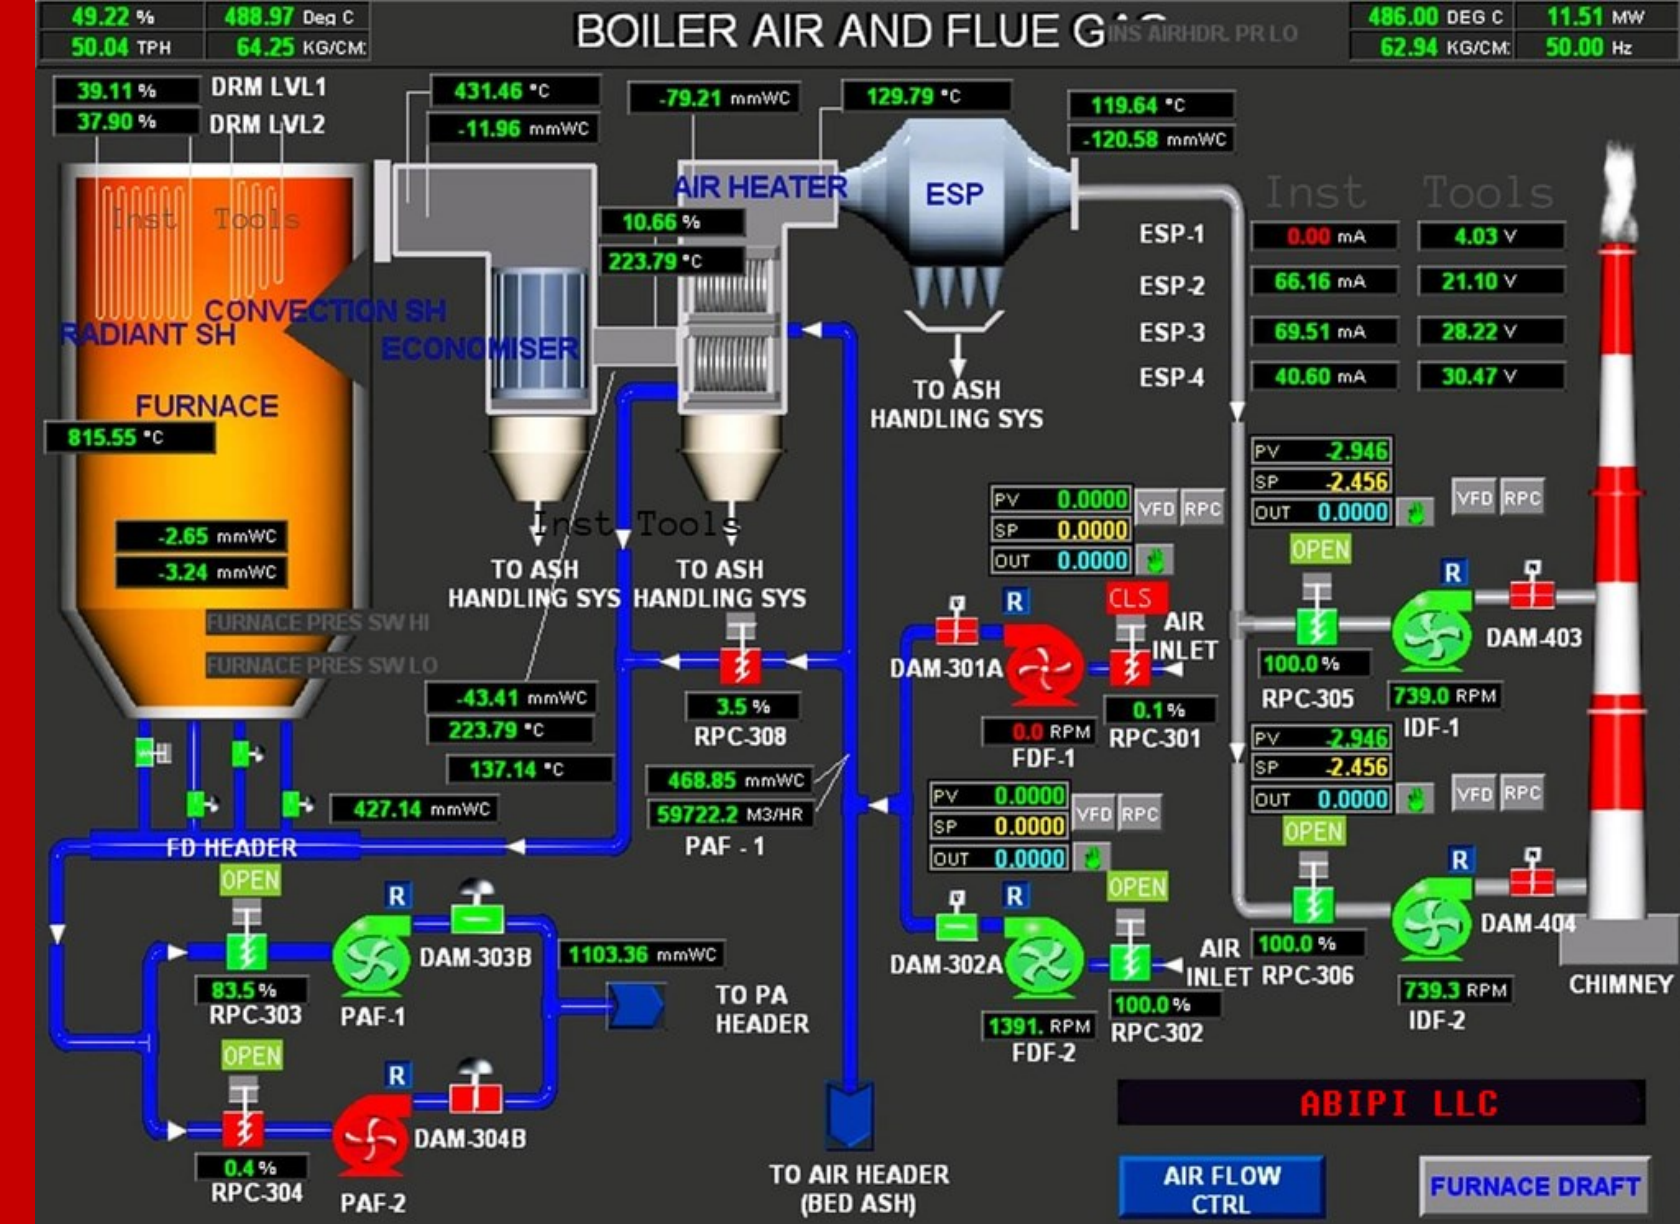 49.22 %
488.97 Deg C
50.04 TPH
64.25 KG/CM:
BOILER AIR AND FLUE
INS AIRHDR. PR LO
486.00 DEG C
11.51 MW
62.94 KG/CM:
50.00 Hz
39.11 %
DRM LVL1
37.90 %
DRM LVL2
431.46 °C
-11.96 mmWC
-79.21 mmWC
129.79 °C
119.64 °C
-120.58 mmWC
AIR HEATER
ESP
Inst Tools
Inst Tools
10.66 %
223.79 °C
ESP-1
0.00 mA
4.03 V
ESP-2
66.16 mA
21.10 V
ESP-3
69.51 mA
28.22 V
ESP-4
40.60 mA
30.47 V
CONVECTION SH
RADIANT SH
ECONOMISER
FURNACE
815.55 °C
TO ASH
HANDLING SYS
PV -2.946
SP -2.456
OUT 0.0000
VFD RPC
PV 0.0000
SP 0.0000
OUT 0.0000
VFD RPC
Inst Tools
-2.65 mmWC
-3.24 mmWC
TO ASH
HANDLING SYS
TO ASH
HANDLING SYS
OPEN
R
R
CLS
AIR
INLET
FURNACE PRES SW HI
FURNACE PRES SW LO
DAM-301A
DAM-403
100.0 %
RPC-305
739.0 RPM
IDF-1
-43.41 mmWC
223.79 °C
137.14 °C
3.5 %
RPC-308
0.0 RPM
FDF-1
0.1 %
RPC-301
PV -2.946
SP -2.456
OUT 0.0000
VFD RPC
468.85 mmWC
59722.2 M3/HR
PAF - 1
427.14 mmWC
PV 0.0000
SP 0.0000
OUT 0.0000
VFD RPC
OPEN
FD HEADER
OPEN
R
R
OPEN
R
DAM-303B
1103.36 mmWC
DAM-302A
AIR
INLET
100.0 %
RPC-306
DAM-404
83.5 %
RPC-303
PAF-1
TO PA
HEADER
1391. RPM
FDF-2
100.0 %
RPC-302
739.3 RPM
IDF-2
CHIMNEY
OPEN
R
DAM-304B
0.4 %
RPC-304
PAF-2
TO AIR HEADER
(BED ASH)
ABIPI LLC
AIR FLOW
CTRL
FURNACE DRAFT